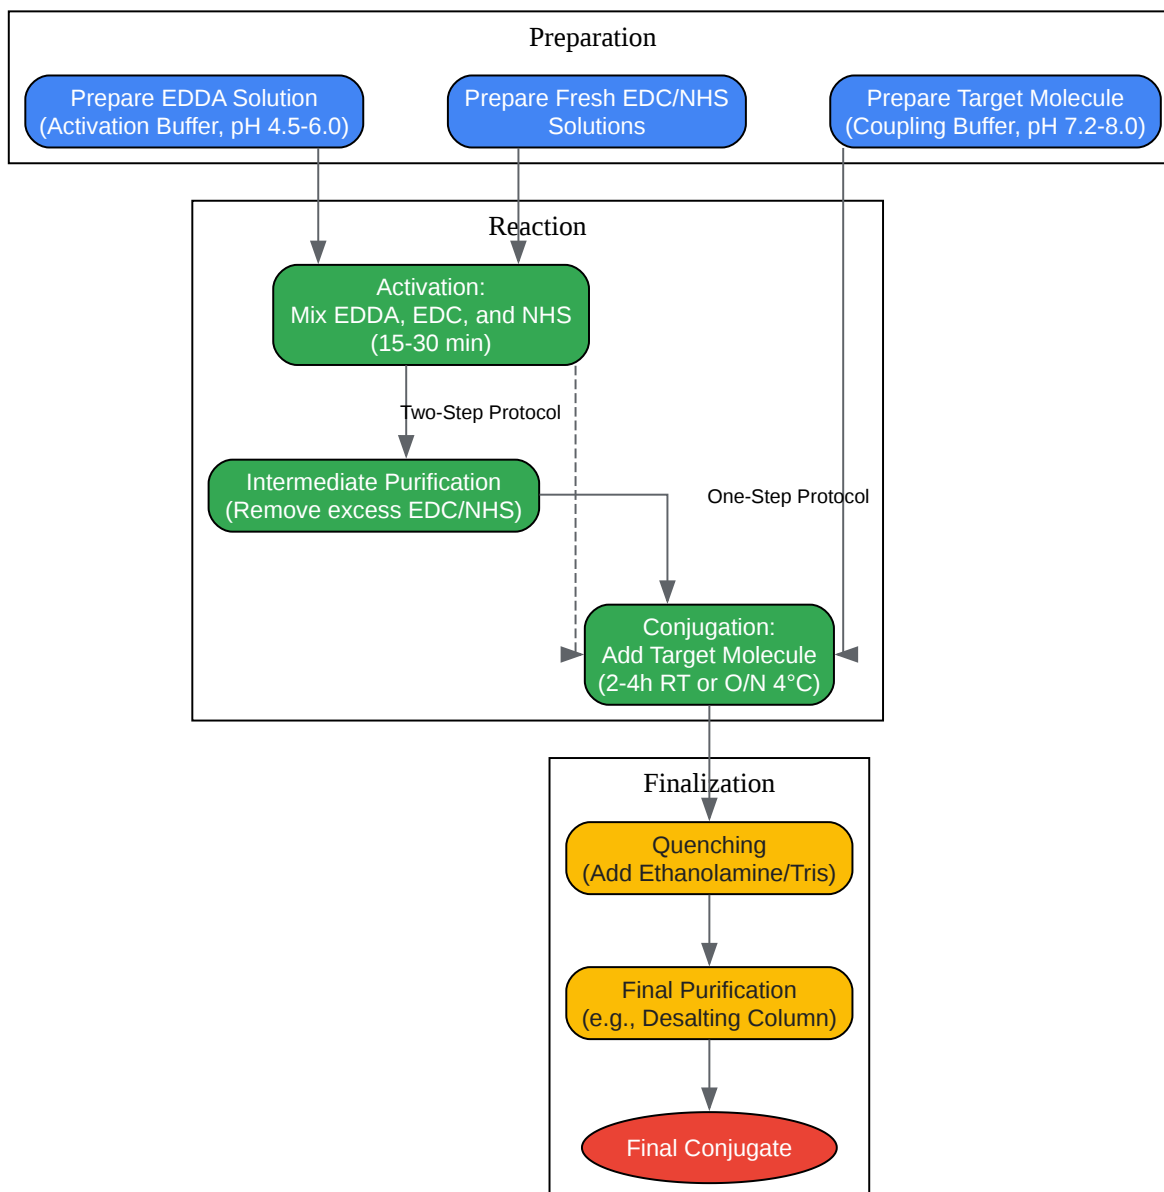 Preparation
Prepare EDDA Solution
(Activation Buffer, pH 4.5-6.0)
Prepare Fresh EDC/NHS
Solutions
Prepare Target Molecule
(Coupling Buffer, pH 7.2-8.0)
Reaction
Activation:
Mix EDDA, EDC, and NHS
(15-30 min)
Two-Step Protocol
Intermediate Purification
(Remove excess EDC/NHS)
One-Step Protocol
Conjugation:
Add Target Molecule
(2-4h RT or O/N 4°C)
Finalization
Quenching
(Add Ethanolamine/Tris)
Final Purification
(e.g., Desalting Column)
Final Conjugate